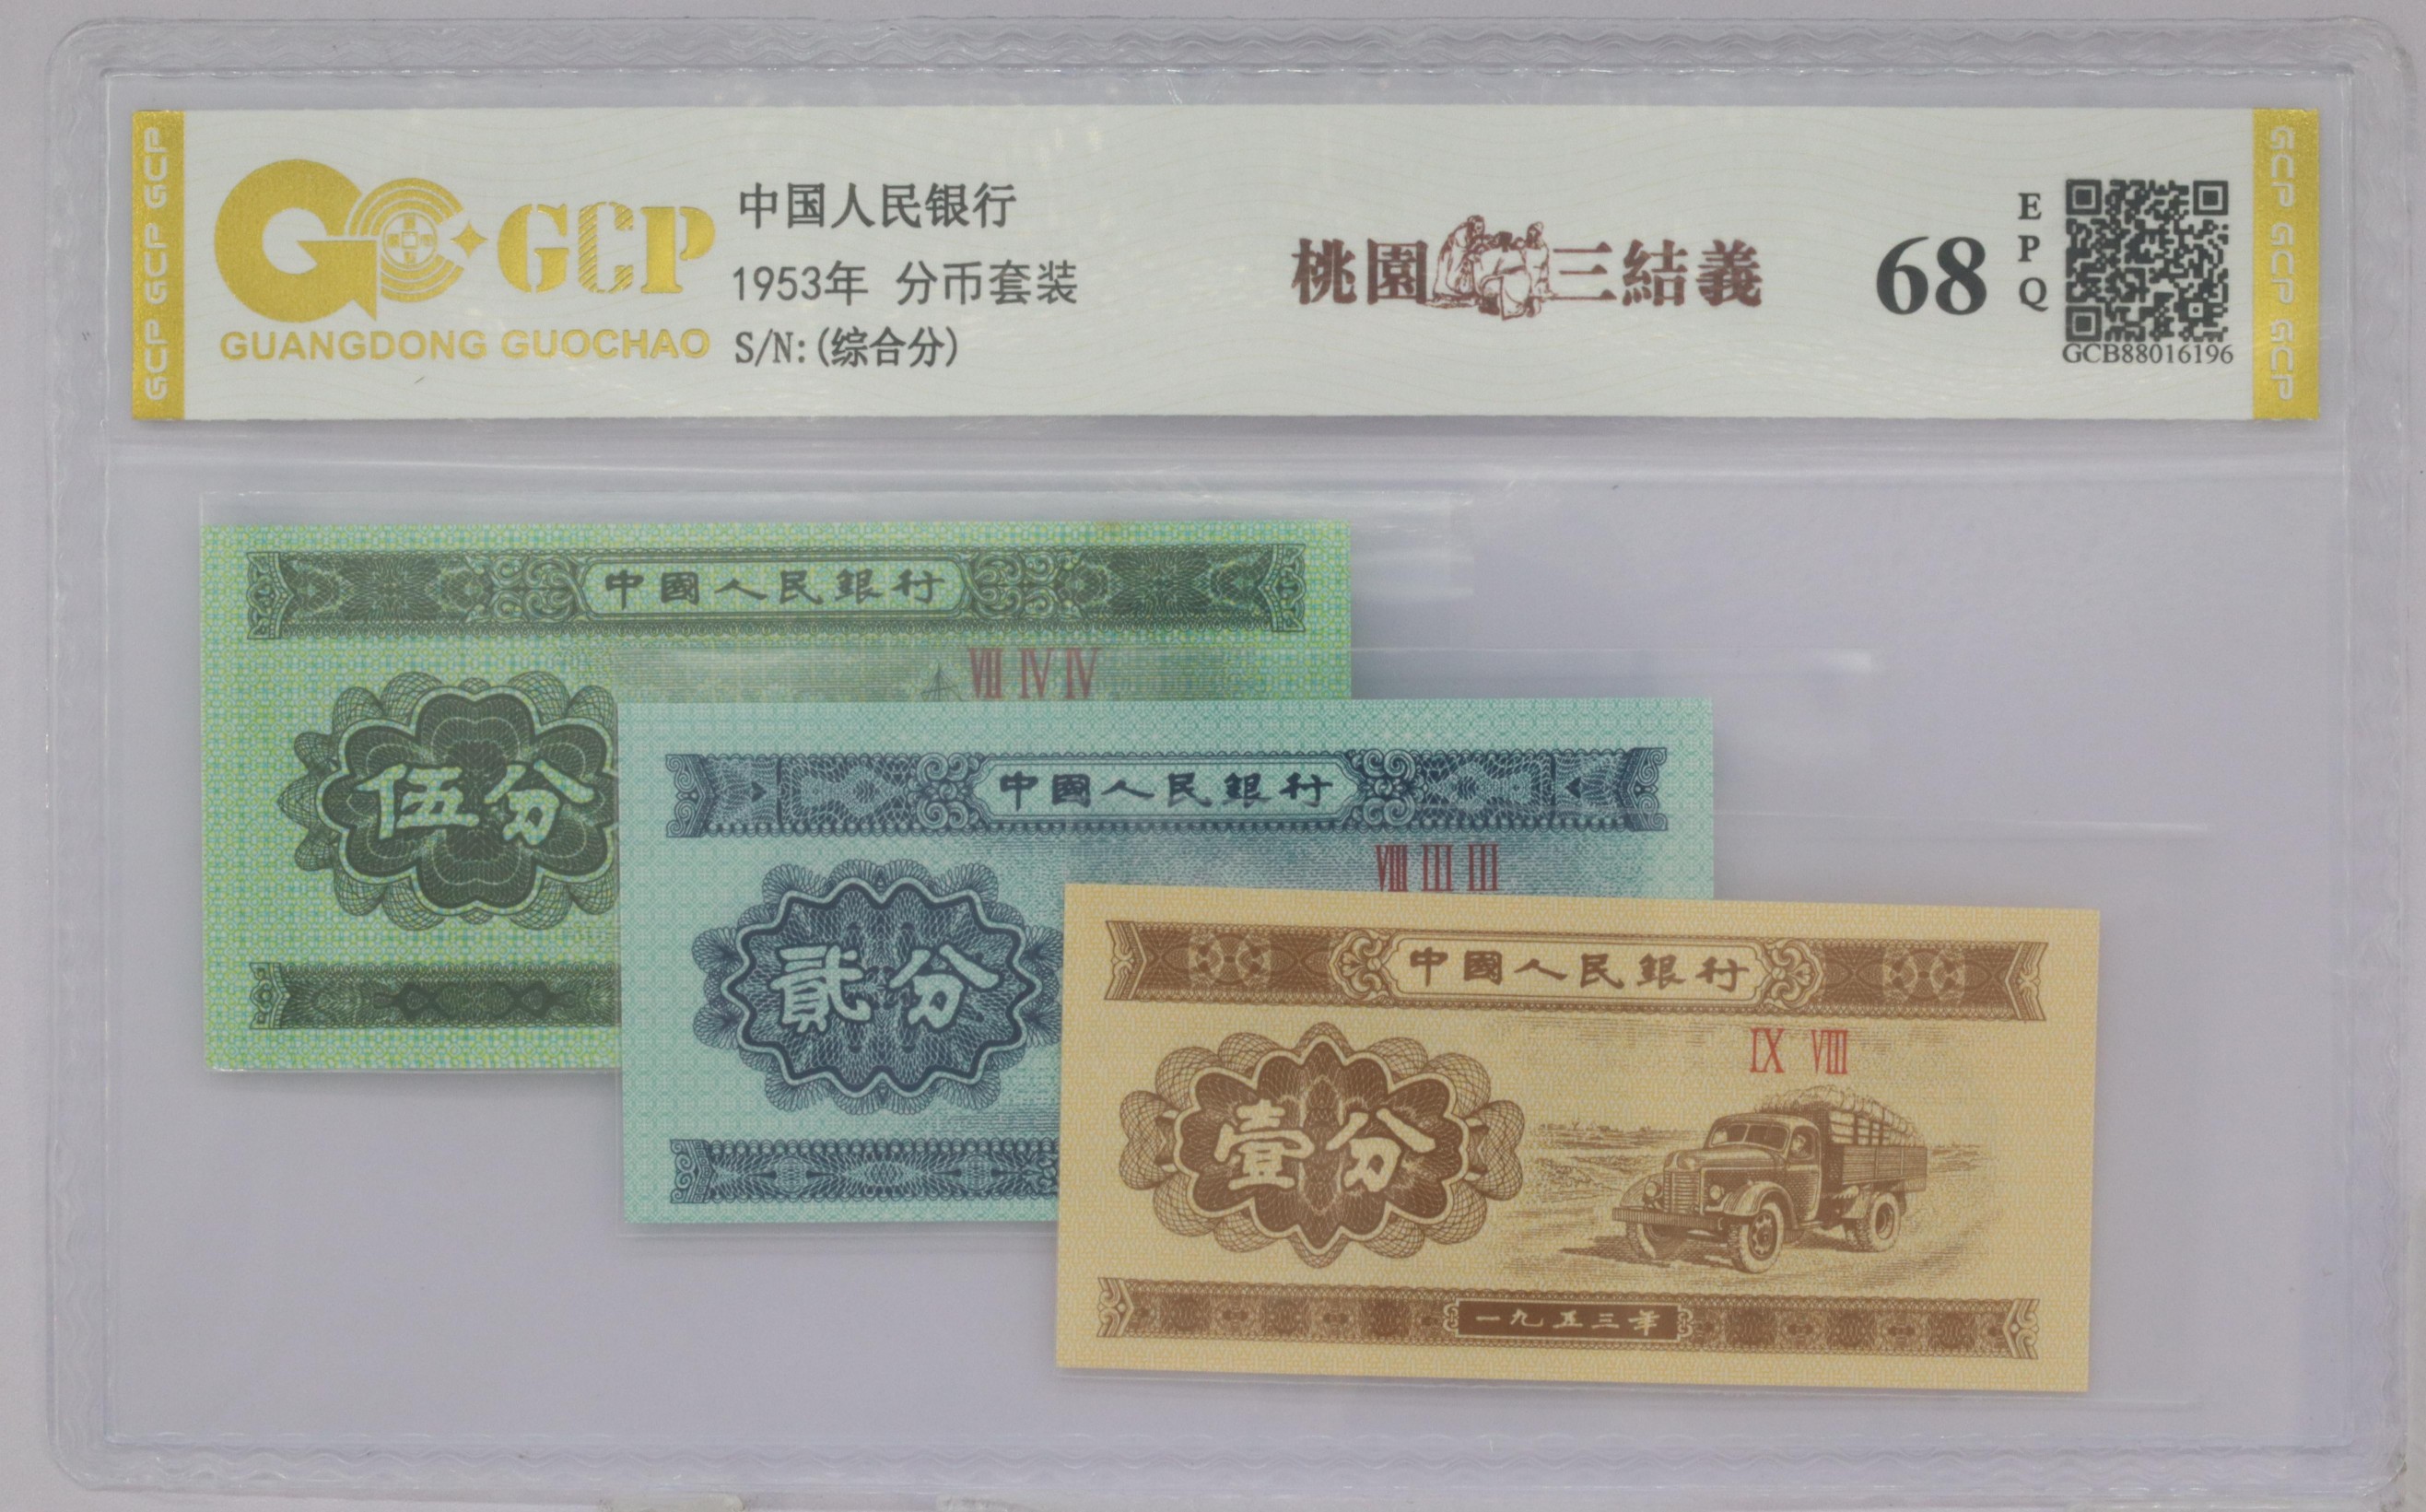 GCP GCP GCP
GCP
GUANGDONG GUOCHAO
中国人民银行
1953年 分币套装
S/N:(综合分)
桃園三結義
68
EPQ
GCB88016196
GCP GCP GCP
中國人民銀行
VII IV IV
伍分
中國人民銀行
VIII III III
貳分
中國人民銀行
IX VIII
壹分
一九五三年